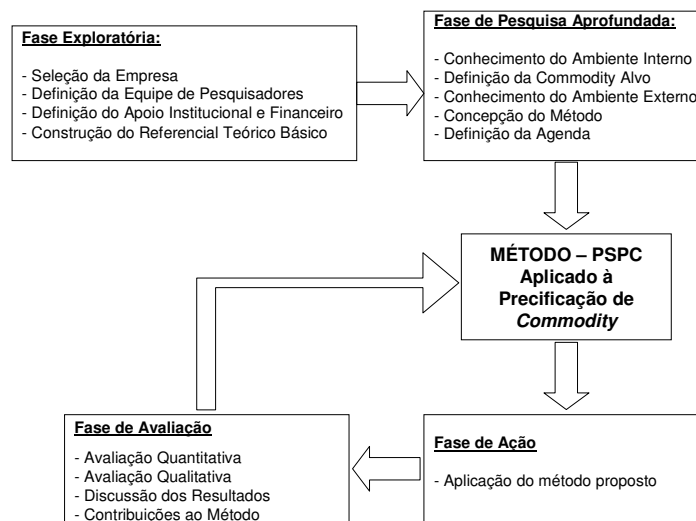 Fase Exploratória:
- Seleção da Empresa
- Definição da Equipe de Pesquisadores
- Definição do Apoio Institucional e Financeiro
- Construção do Referencial Teórico Básico
Fase de Pesquisa Aprofundada:
- Conhecimento do Ambiente Interno
- Definição da Commodity Alvo
- Conhecimento do Ambiente Externo
- Concepção do Método
- Definição da Agenda
MÉTODO – PSPC
Aplicado à
Precificação de
Commodity
Fase de Ação
- Aplicação do método proposto
Fase de Avaliação
- Avaliação Quantitativa
- Avaliação Qualitativa
- Discussão dos Resultados
- Contribuições ao Método